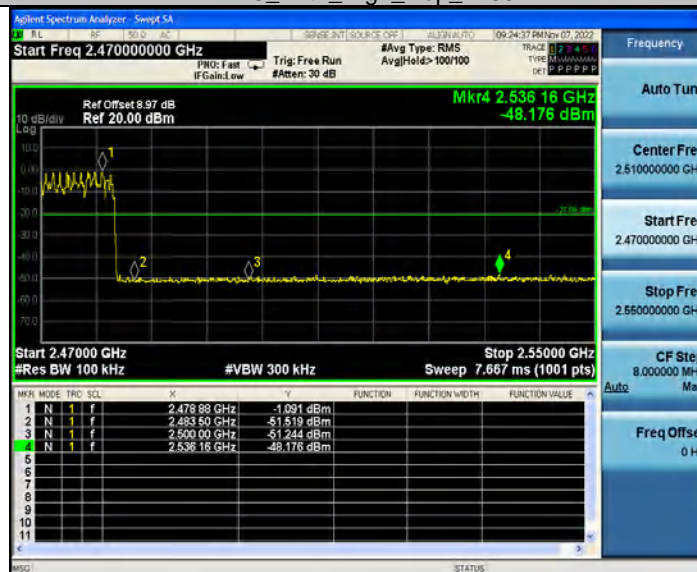 Agilent Spectrum Analyzer - Swept SA
RL RF 50 Ω AC SENSE:INT SOURCE OFF ALIGN AUTO 09:24:37 PM Nov 07, 2022
Start Freq 2.470000000 GHz
PNO: Fast
IFGain:Low
Trig: Free Run
#Atten: 30 dB
#Avg Type: RMS
Avg|Hold:> 100/100
TRACE 1 2 3 4 5 6
TYPE
DET P P P P P P
Frequency
Ref Offset 8.97 dB
Ref 20.00 dBm
10 dB/div
Log
Mkr4 2.536 16 GHz
-48.176 dBm
10.0
0.00
-10.0
-20.0
-30.0
-40.0
-50.0
-60.0
-70.0
1
2
3
4
Start 2.47000 GHz
Stop 2.55000 GHz
#Res BW 100 kHz
#VBW 300 kHz
Sweep 7.667 ms (1001 pts)
MKR MODE TRC SCL X Y FUNCTION FUNCTION WIDTH FUNCTION VALUE
1 N 1 f 2.478 88 GHz -1.091 dBm
2 N 1 f 2.483 50 GHz -51.519 dBm
3 N 1 f 2.500 00 GHz -51.244 dBm
4 N 1 f 2.536 16 GHz -48.176 dBm
5
6
7
8
9
10
11
MSG
STATUS
Auto Tun
Center Fre
2.510000000 GH
Start Fre
2.470000000 GH
Stop Fre
2.550000000 GH
CF Ste
8.000000 MH
Auto Ma
Freq Offse
0 H